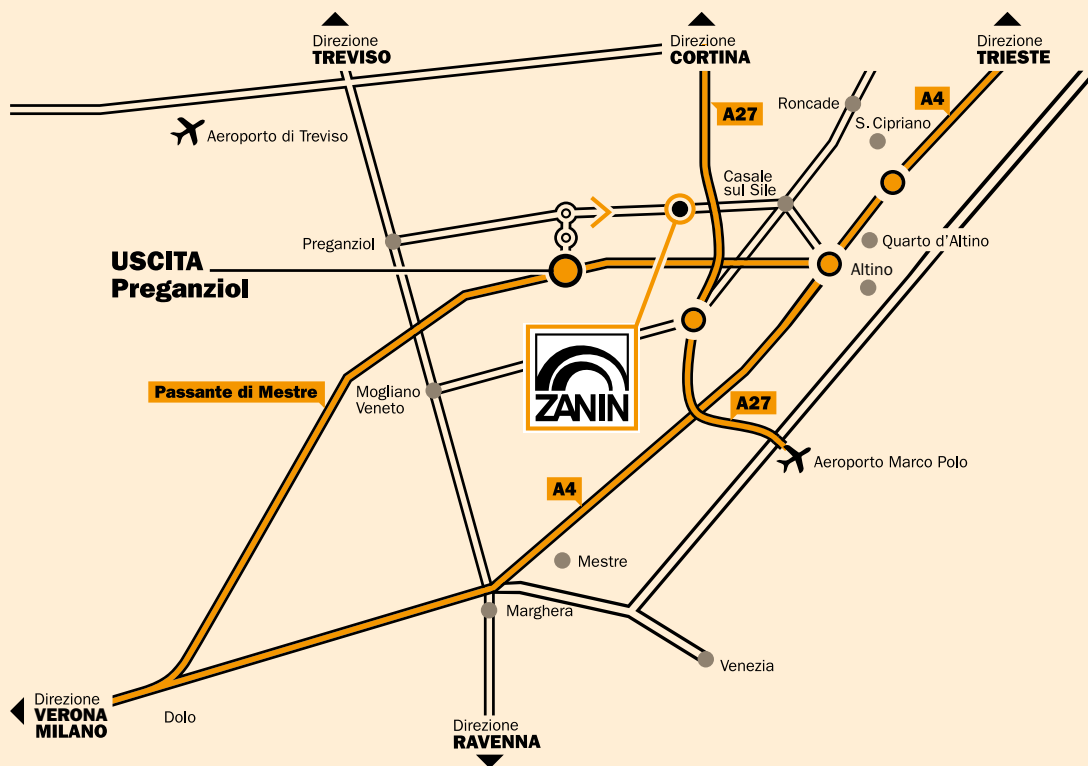 Direzione
TREVISO
Direzione
CORTINA
Direzione
TRIESTE
A4
A27
Roncade
S. Cipriano
Aeroporto di Treviso
Casale
sul Sile
Preganziol
Quarto d'Altino
USCITA
Preganziol
Altino
ZANIN
Passante di Mestre
Mogliano
Veneto
A27
Aeroporto Marco Polo
A4
Mestre
Marghera
Venezia
Direzione
VERONA
MILANO
Dolo
Direzione
RAVENNA